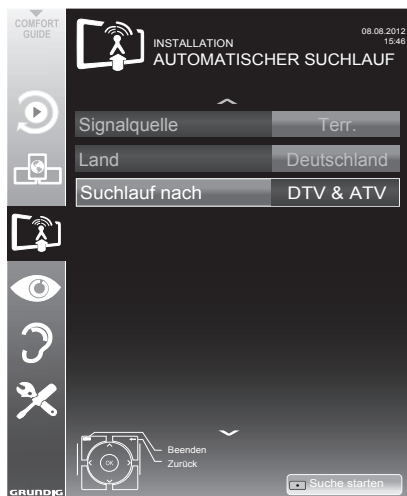 COMFORT
GUIDE
INSTALLATION
AUTOMATISCHER SUCHLAUF
08.08.2012
15:46
Signalquelle Terr.
Land Deutschland
Suchlauf nach DTV & ATV
OK
Beenden
Zurück
Suche starten
GRUNDIG